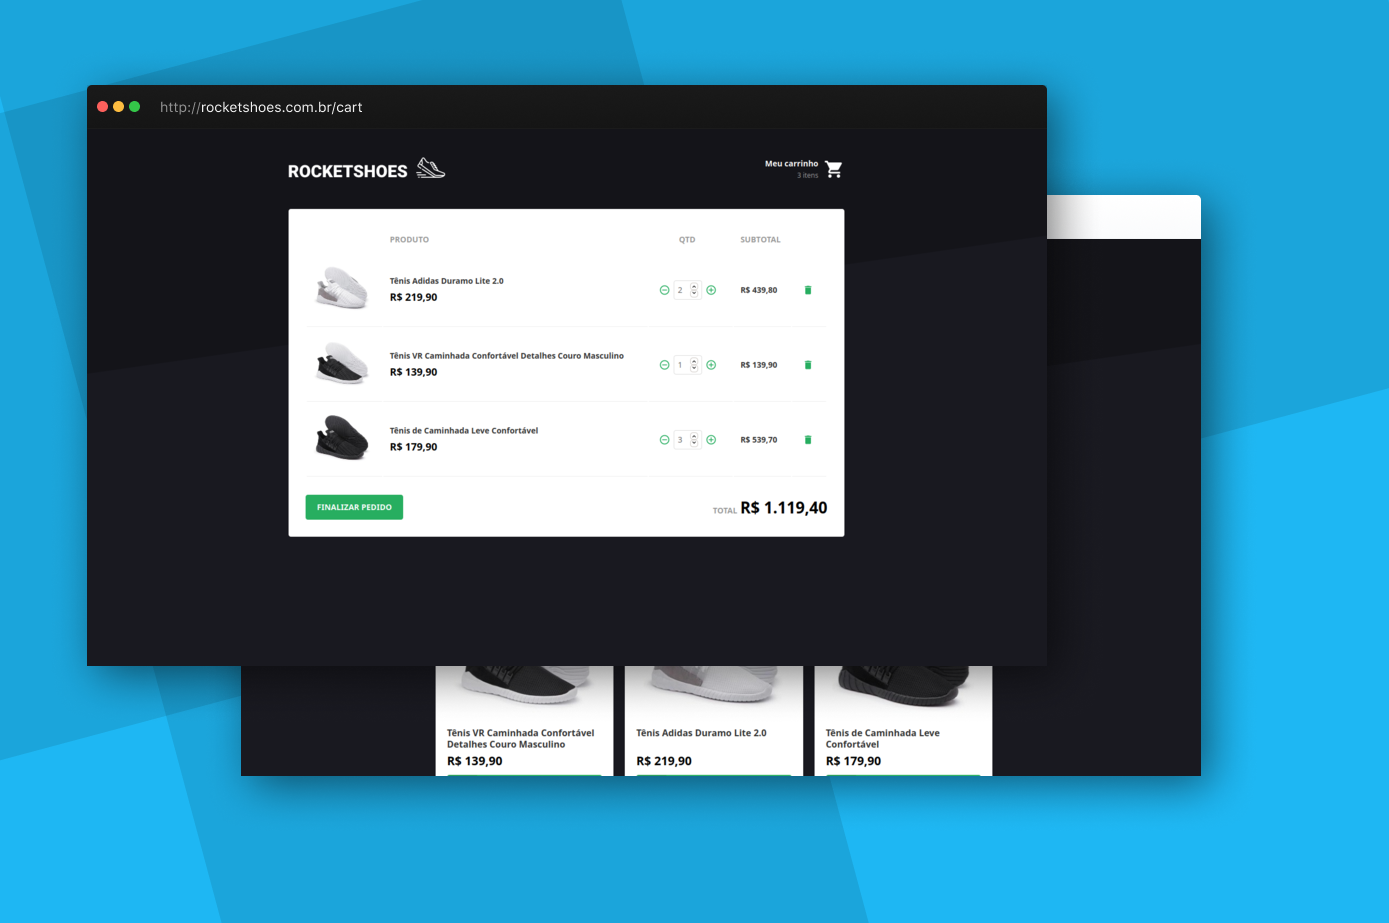 http://rocketshoes.com.br/cart
ROCKETSHOES
Meu carrinho
3 itens
PRODUTO QTD SUBTOTAL
Tênis Adidas Duramo Lite 2.0
R$ 219,90
2
R$ 439,80
Tênis VR Caminhada Confortável Detalhes Couro Masculino
R$ 139,90
1
R$ 139,90
Tênis de Caminhada Leve Confortável
R$ 179,90
3
R$ 539,70
FINALIZAR PEDIDO
TOTAL R$ 1.119,40
Tênis VR Caminhada Confortável
Detalhes Couro Masculino
R$ 139,90
Tênis Adidas Duramo Lite 2.0
R$ 219,90
Tênis de Caminhada Leve
Confortável
R$ 179,90